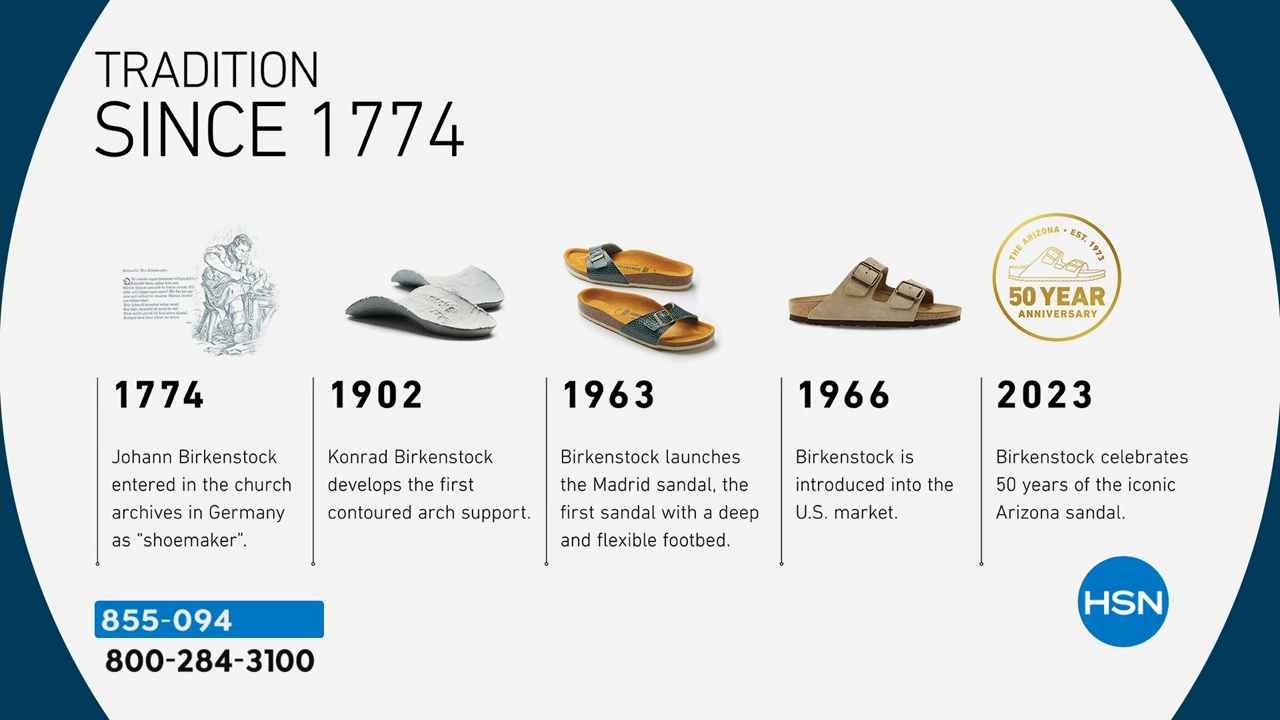 TRADITION
SINCE 1774
THE ARIZONA • EST. 1973
50 YEAR
ANNIVERSARY
1774
Johann Birkenstock
entered in the church
archives in Germany
as “shoemaker”.
1902
Konrad Birkenstock
develops the first
contoured arch support.
1963
Birkenstock launches
the Madrid sandal, the
first sandal with a deep
and flexible footbed.
1966
Birkenstock is
introduced into the
U.S. market.
2023
Birkenstock celebrates
50 years of the iconic
Arizona sandal.
855-094
800-284-3100
HSN